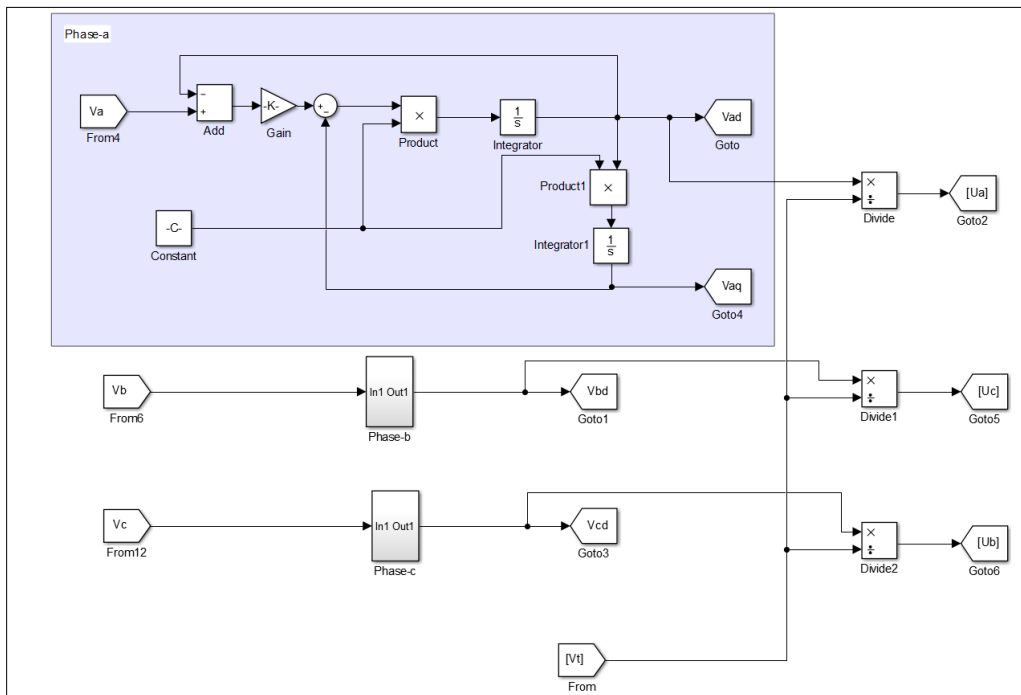 Phase-a
Va
From4
−
+
Add
-K-
Gain
+
−
×
Product
1
s
Integrator
Vad
Goto
Product1
×
×
÷
Divide
[Ua]
Goto2
-C-
Constant
Integrator1
1
s
Vaq
Goto4
Vb
From6
In1 Out1
Phase-b
Vbd
Goto1
×
÷
Divide1
[Uc]
Goto5
Vc
From12
In1 Out1
Phase-c
Vcd
Goto3
×
÷
Divide2
[Ub]
Goto6
[Vt]
From